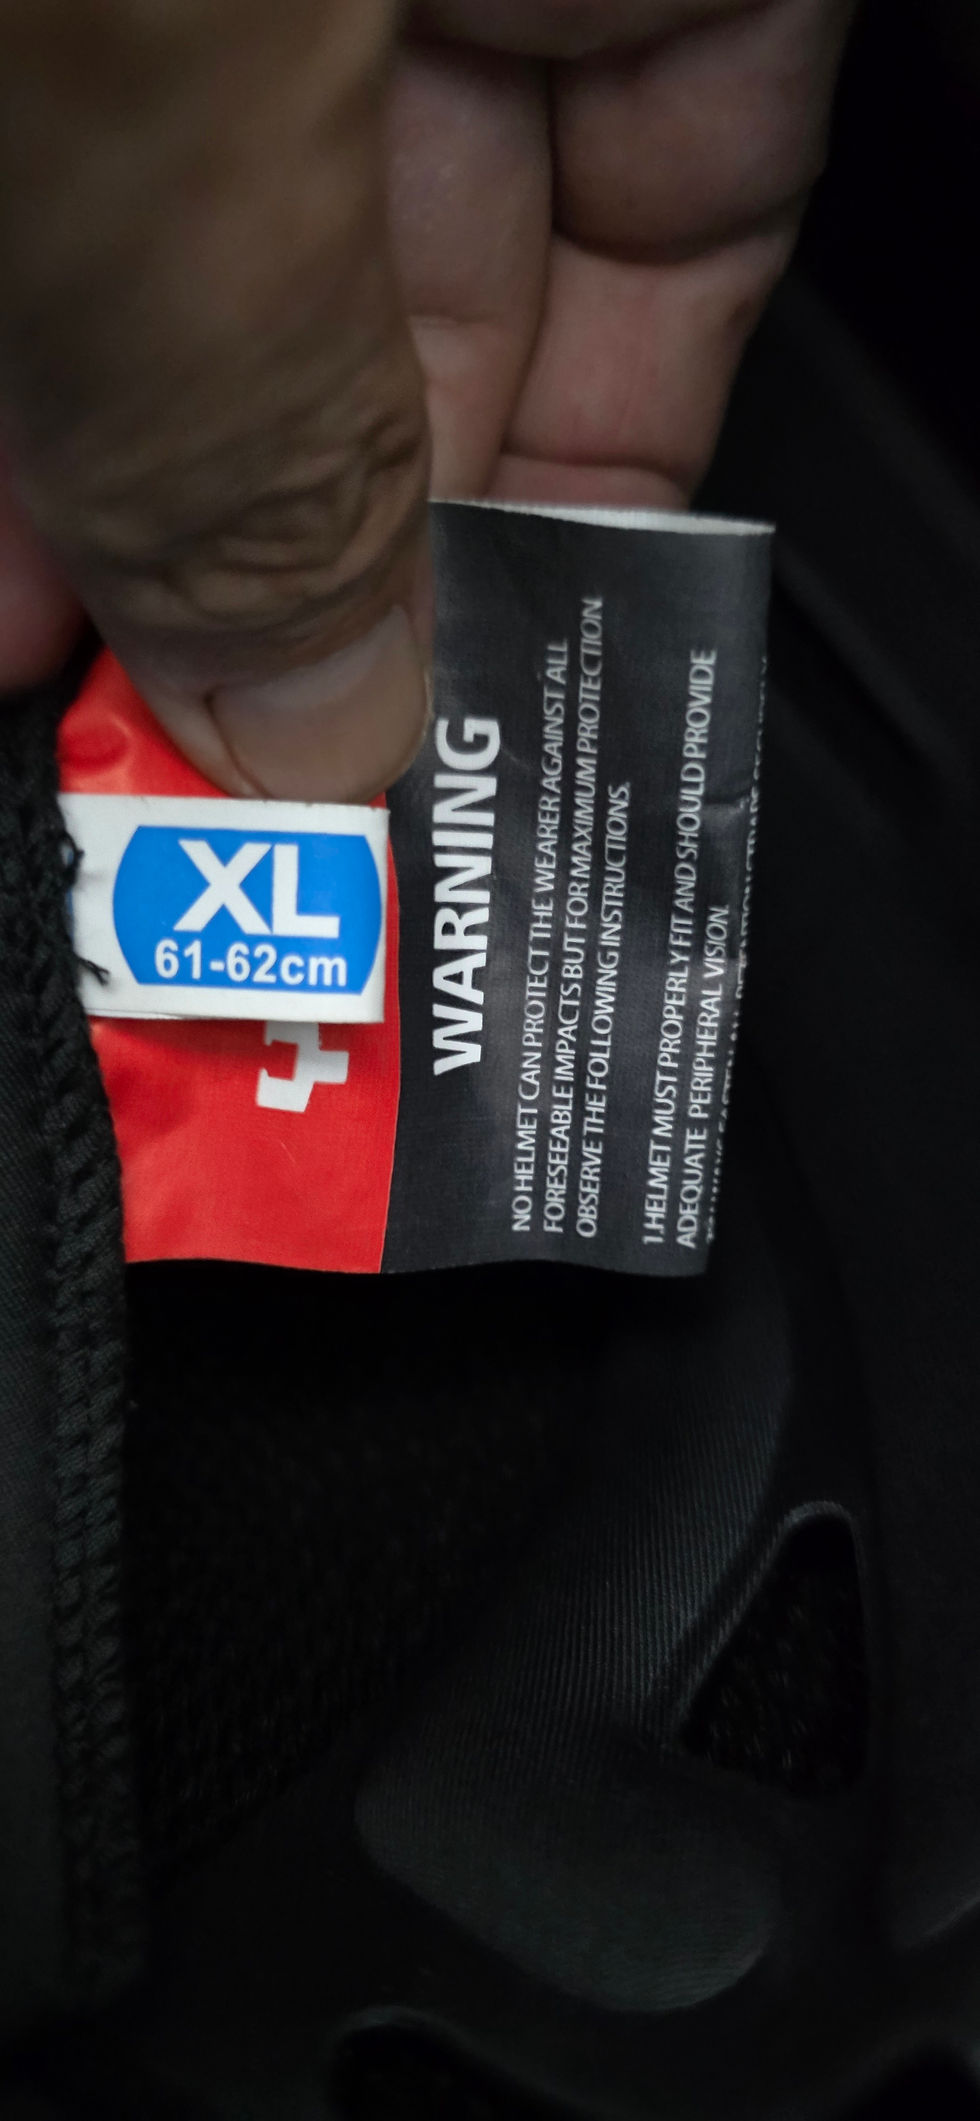 XL
61-62cm
WARNING
NO HELMET CAN PROTECT THE WEARER AGAINST ALL
FORESEEABLE IMPACTS BUT FOR MAXIMUM PROTECTION.
OBSERVE THE FOLLOWING INSTRUCTIONS.
1.HELMET MUST PROPERLY FIT AND SHOULD PROVIDE
ADEQUATE PERIPHERAL VISION.